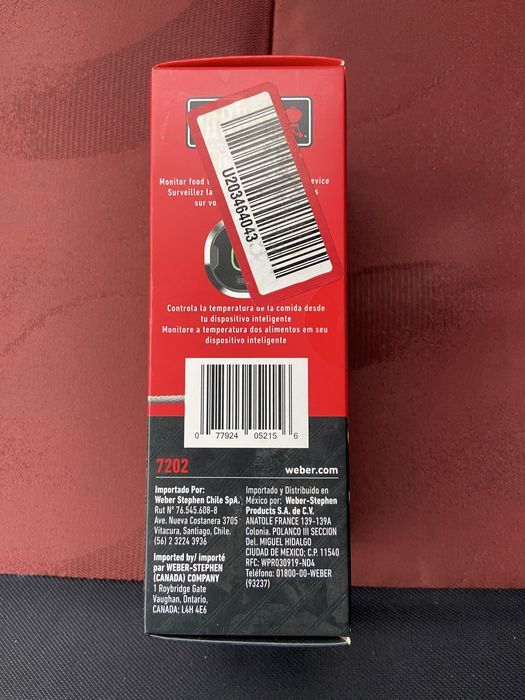 U203464043
Monitor food
evice
Surveillez la
s
sur vo
Controla la temperatura de la comida desde
tu dispositivo inteligente
Monitore a temperatura dos alimentos em seu
dispositivo inteligente
0 77924 05215 6
7202
weber.com
Importado Por:
Weber Stephen Chile SpA.
Rut N° 76.545.608-8
Ave. Nueva Costanera 3705
Vitacura, Santiago, Chile.
(56) 2 3224 3936
Imported by/ importé
par WEBER-STEPHEN
(CANADA) COMPANY
1 Roybridge Gate
Vaughan, Ontario,
CANADA; L4H 4E6
Importado y Distribuido en
México por: Weber-Stephen
Products S.A. de C.V.
ANATOLE FRANCE 139-139A
Colonia. POLANCO III SECCION
Del. MIGUEL HIDALGO
CIUDAD DE MEXICO; C.P. 11540
RFC: WPR030919-ND4
Teléfono: 01800-00-WEBER
(93237)